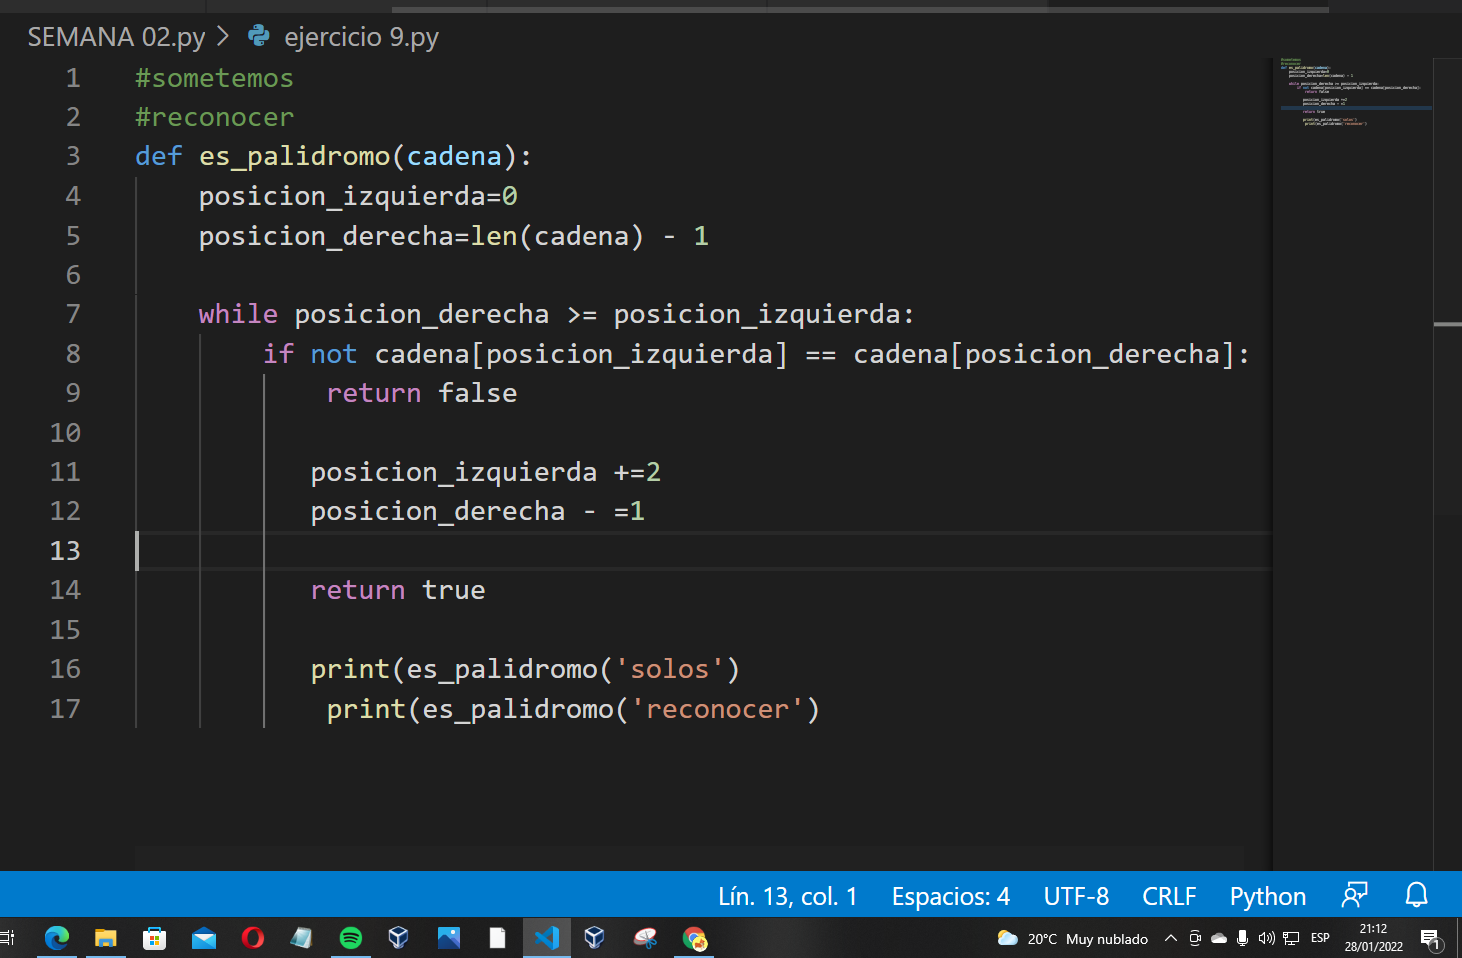 SEMANA 02.py > ejercicio 9.py
1 #sometemos
2 #reconocer
3 def es_palidromo(cadena):
4 posicion_izquierda=0
5 posicion_derecha=len(cadena) - 1
6
7 while posicion_derecha >= posicion_izquierda:
8 if not cadena[posicion_izquierda] == cadena[posicion_derecha]:
9 return false
10
11 posicion_izquierda +=2
12 posicion_derecha - =1
13
14 return true
15
16 print(es_palidromo('solos')
17 print(es_palidromo('reconocer')
Lín. 13, col. 1 Espacios: 4 UTF-8 CRLF Python
20°C Muy nublado ESP 21:12
28/01/2022 1